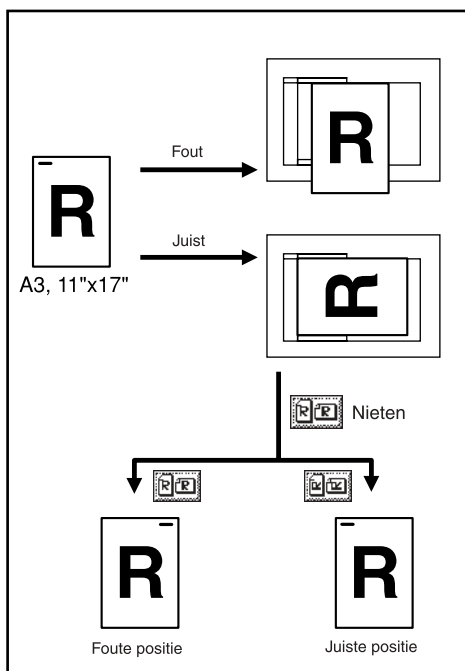 Fout
R
R
Juist
A3, 11"x17"
R
Nieten
R R
R R
R R
R
R
Foute positie
Juiste positie